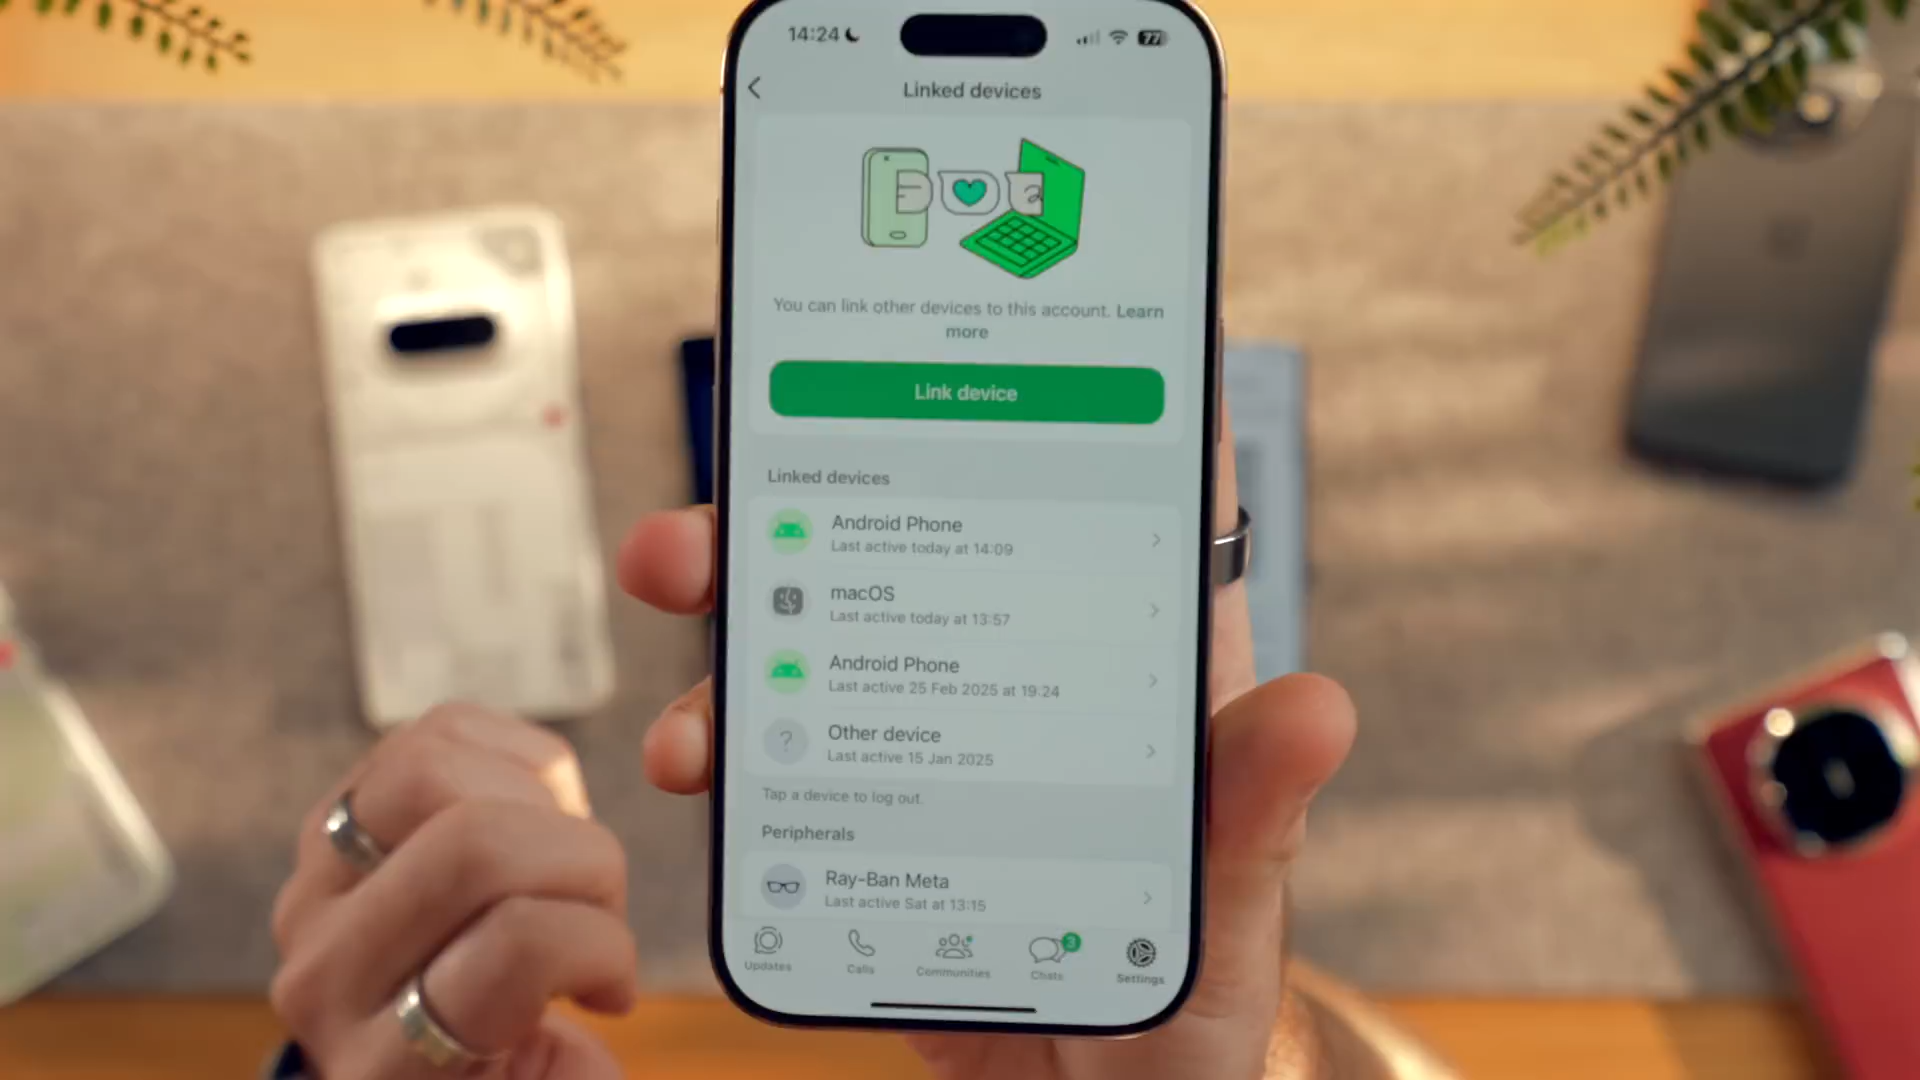 14:24
77
Linked devices
You can link other devices to this account. Learn
more
Link device
Linked devices
Android Phone
Last active today at 14:09
macOS
Last active today at 13:57
Android Phone
Last active 25 Feb 2025 at 19:24
? Other device
Last active 15 Jan 2025
Tap a device to log out.
Peripherals
Ray-Ban Meta
Last active Sat at 13:15
3
Updates Calls Communities Chats Settings